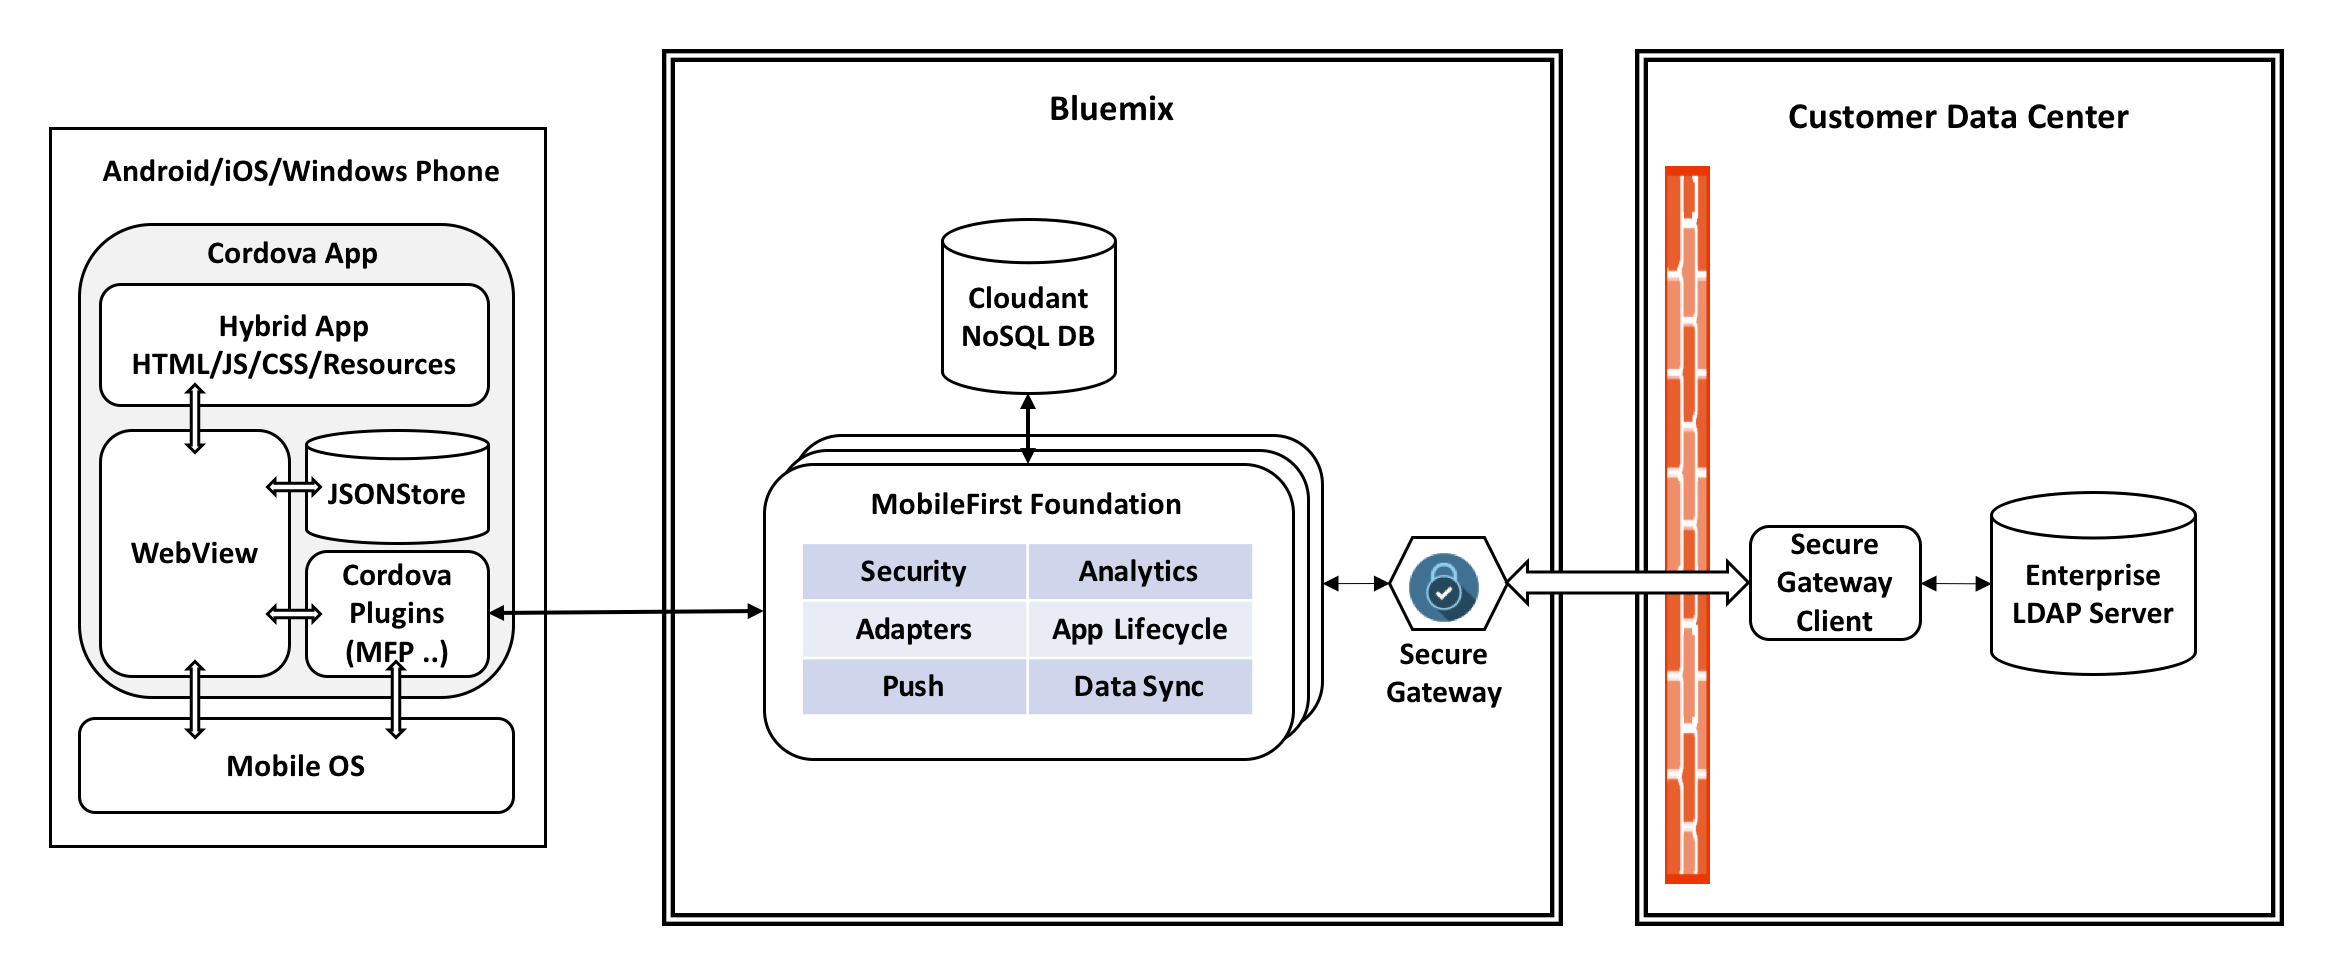 Android/iOS/Windows Phone
Cordova App
Hybrid App
HTML/JS/CSS/Resources
WebView
JSONStore
Cordova
Plugins
(MFP ..)
Mobile OS
Bluemix
Cloudant
NoSQL DB
MobileFirst Foundation
Security
Analytics
Adapters
App Lifecycle
Push
Data Sync
Secure
Gateway
Customer Data Center
Secure
Gateway
Client
Enterprise
LDAP Server